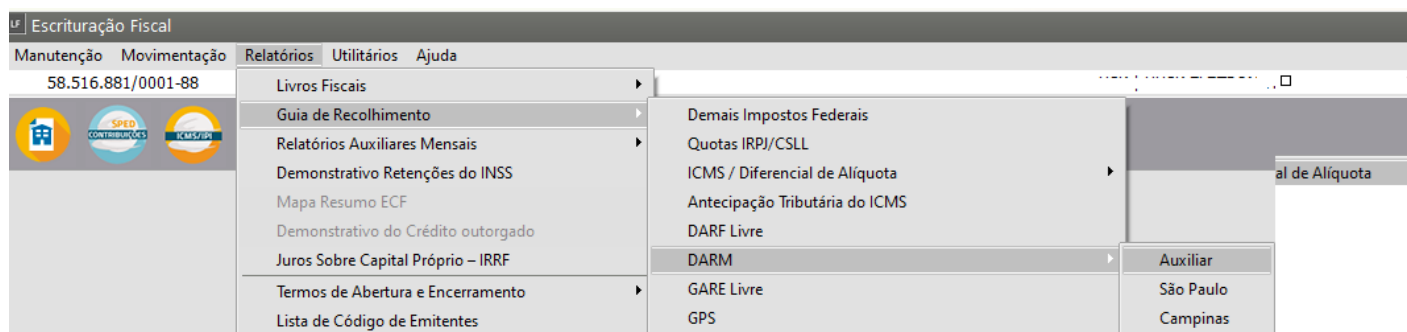 LF Escrituração Fiscal
Manutenção Movimentação Relatórios Utilitários Ajuda
58.516.881/0001-88
SPED
CONTRIBUIÇÕES
ICMS/IPI
Livros Fiscais
Guia de Recolhimento
Relatórios Auxiliares Mensais
Demonstrativo Retenções do INSS
Mapa Resumo ECF
Demonstrativo do Crédito outorgado
Juros Sobre Capital Próprio – IRRF
Termos de Abertura e Encerramento
Lista de Código de Emitentes
Demais Impostos Federais
Quotas IRPJ/CSLL
ICMS / Diferencial de Alíquota
Antecipação Tributária do ICMS
DARF Livre
DARM
GARE Livre
GPS
Auxiliar
São Paulo
Campinas
al de Alíquota